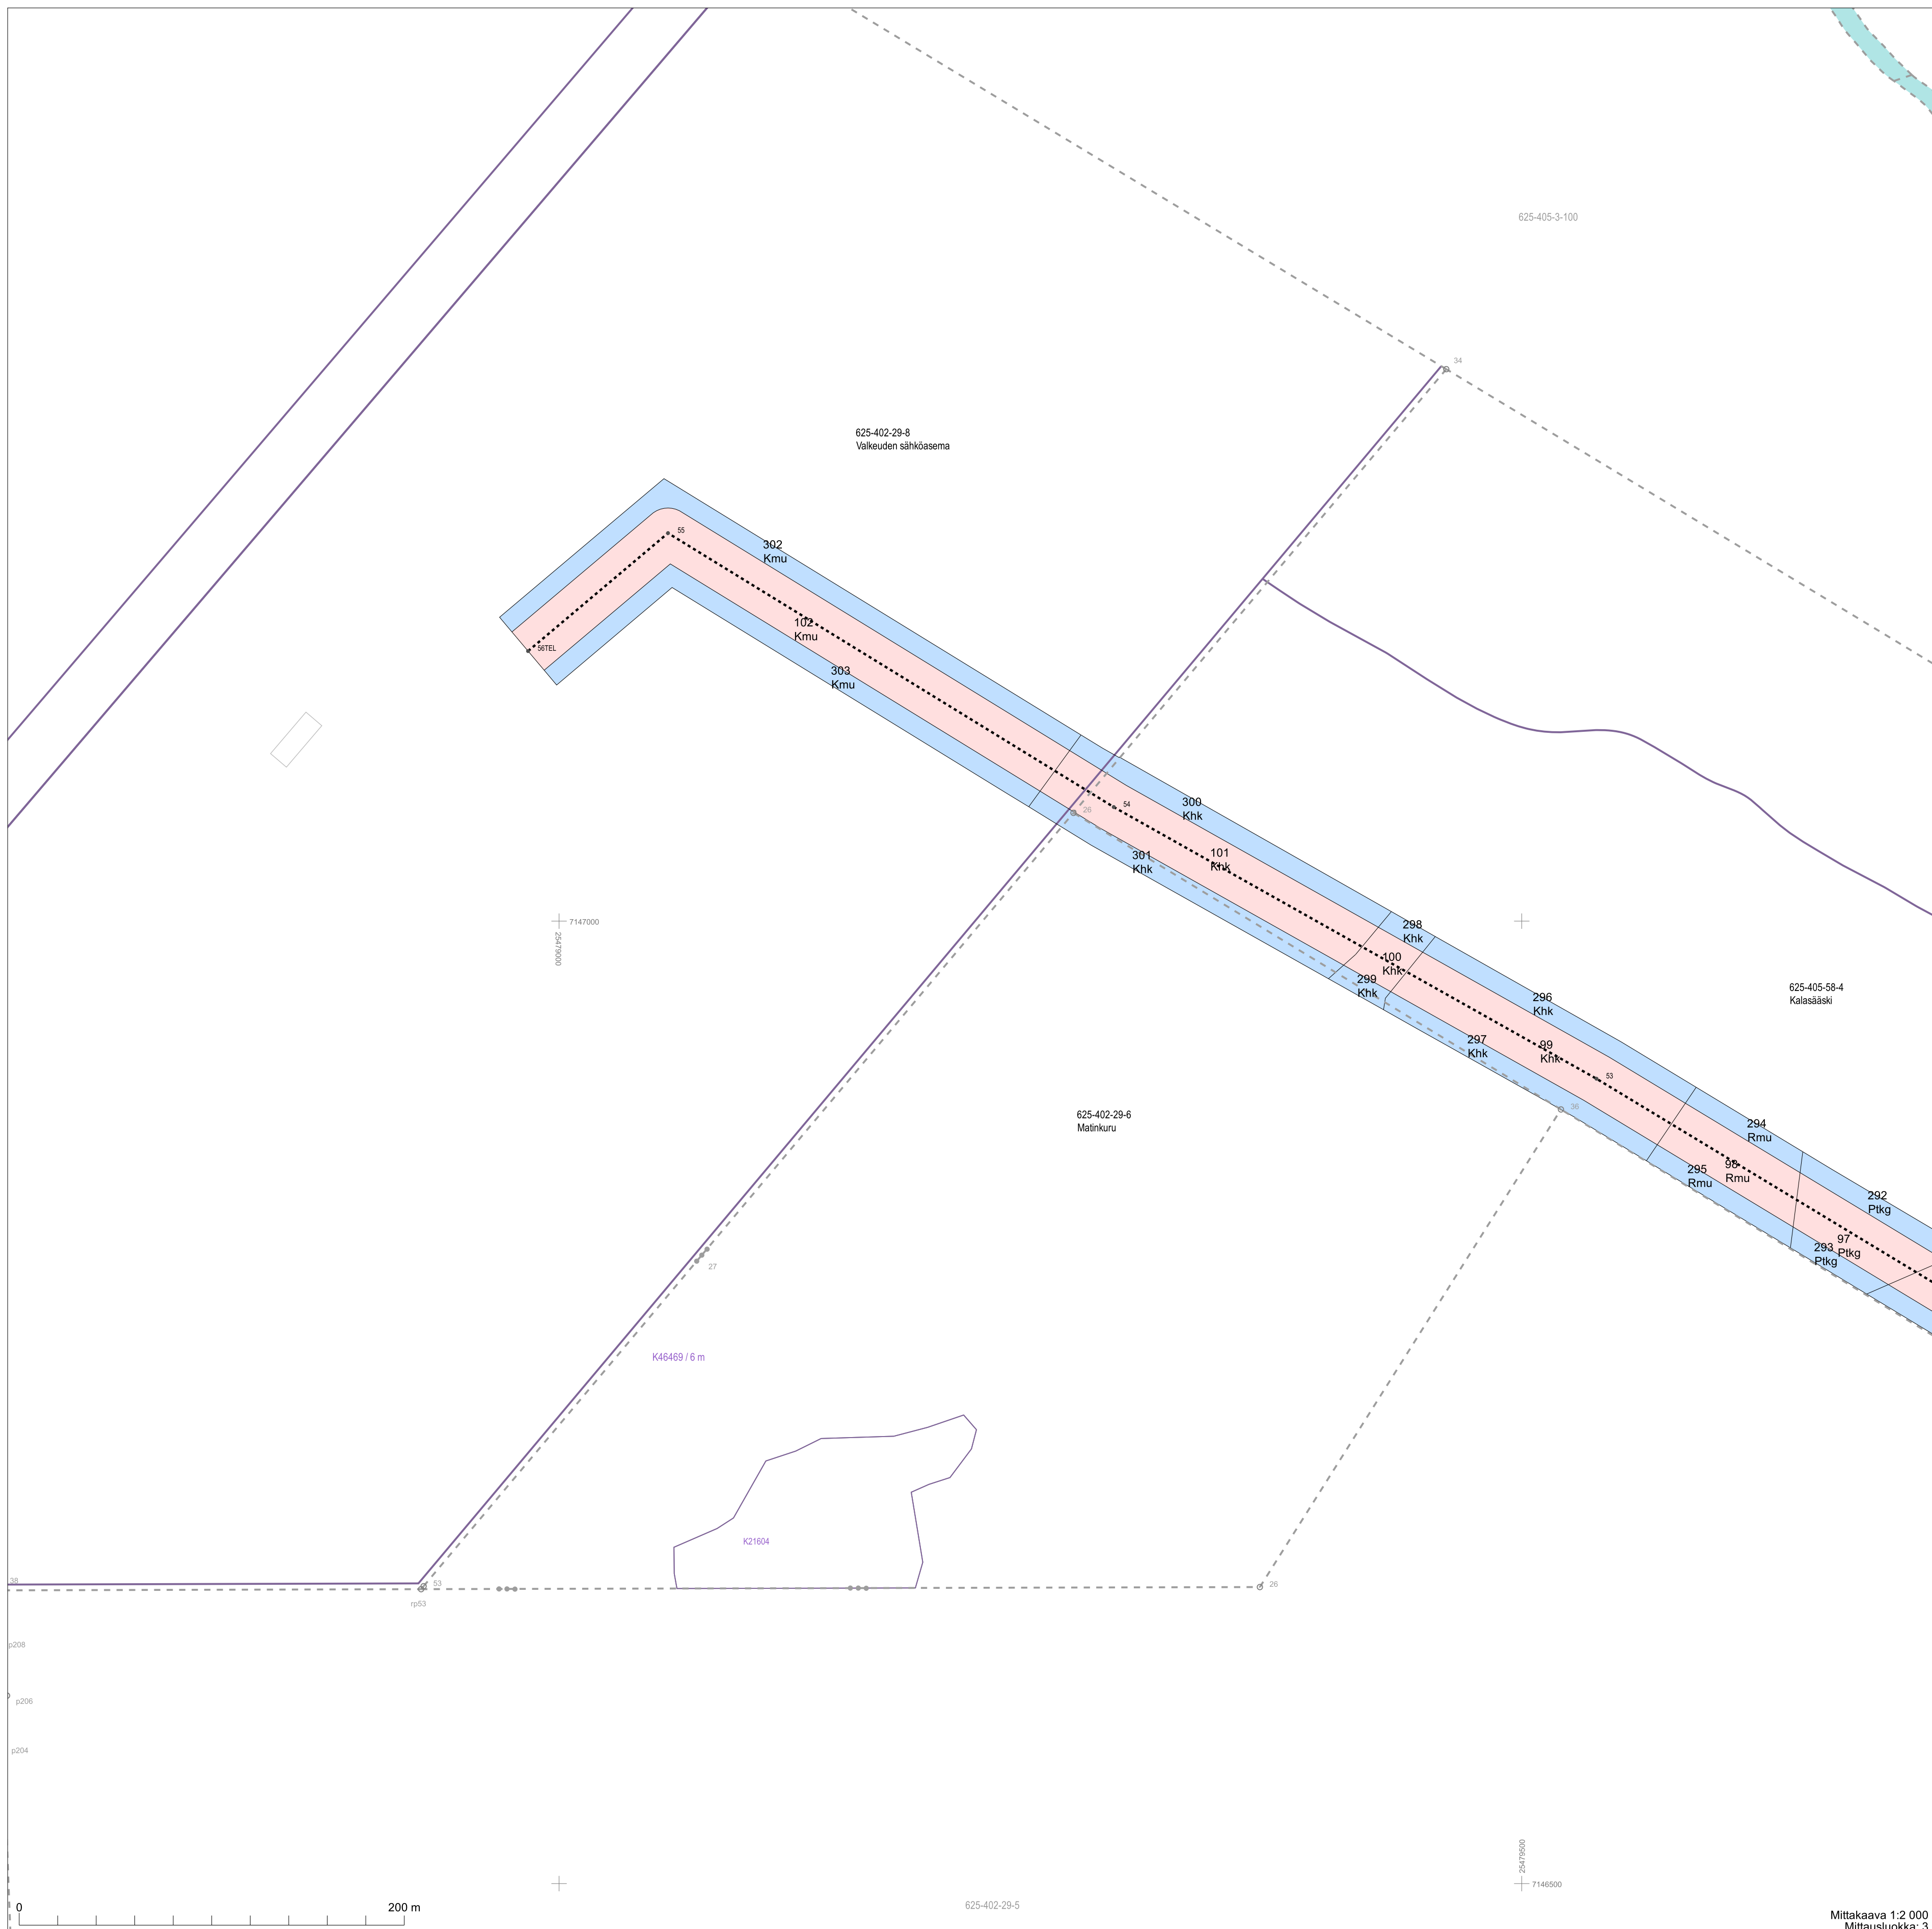 625-405-3-100
34
625-402-29-8
Valkeuden sähköasema
55
302
Kmu
102
Kmu
56TEL
303
Kmu
54
26
300
Khk
101
Khk
301
Khk
7147000
25479000
298
Khk
100
Khk
299
Khk
625-405-58-4
Kalasääski
296
Khk
297
Khk
99
Khk
53
36
625-402-29-6
Matinkuru
294
Rmu
98
Rmu
295
Rmu
292
Ptkg
97
Ptkg
293
Ptkg
27
K46469 / 6 m
K21604
38
53
26
rp53
p208
p206
p204
25479500
7146500
0
200 m
625-402-29-5
Mittakaava 1:2 000
Mittausluokka: 3